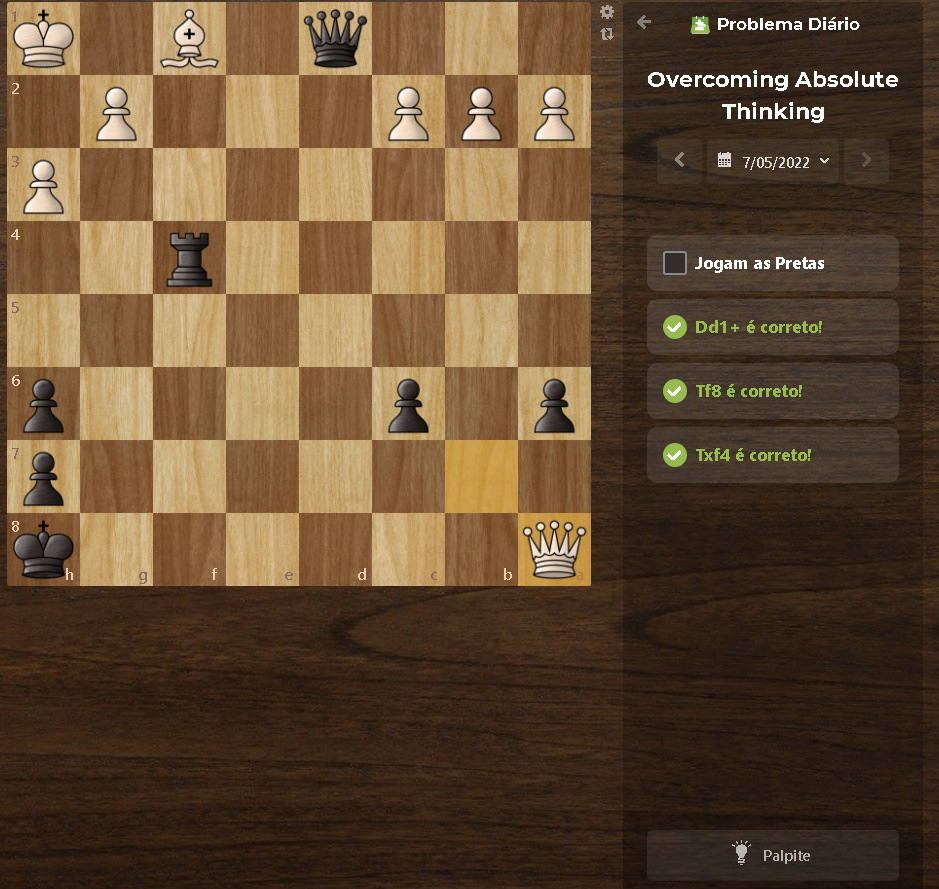 Problema Diário
Overcoming Absolute
Thinking
7/05/2022
Jogam as Pretas
Dd1+ é correto!
Tf8 é correto!
Txf4 é correto!
1
2
3
4
5
6
7
8
h g f e d c b a
Palpite